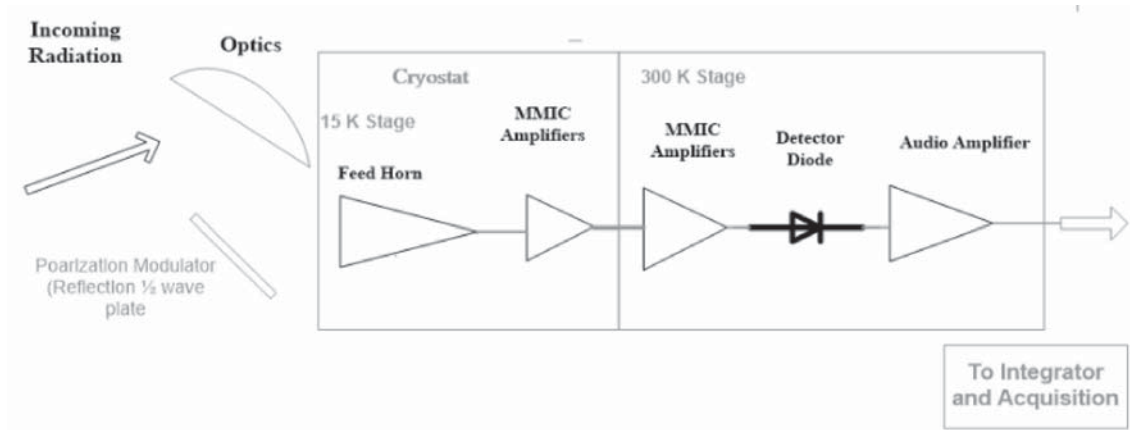 Incoming
Radiation
Optics
Cryostat
300 K Stage
15 K Stage
MMIC
Amplifiers
MMIC
Amplifiers
Detector
Diode
Audio Amplifier
Feed Horn
Poarization Modulator
(Reflection ½ wave
plate
To Integrator
and Acquisition